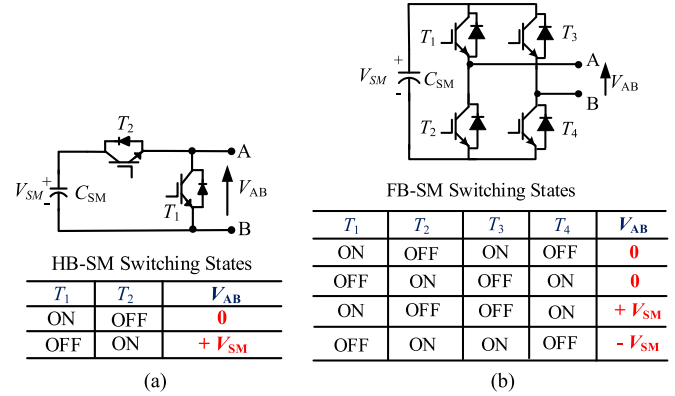 T2
VSM
+
-
CSM
T1
A
VAB
B
HB-SM Switching States
T1 T2 VAB
ON OFF 0
OFF ON + VSM
(a)
T1
T3
VSM
+
-
CSM
A
VAB
B
T2
T4
FB-SM Switching States
T1 T2 T3 T4 VAB
ON OFF ON OFF 0
OFF ON OFF ON 0
ON OFF OFF ON + VSM
OFF ON ON OFF - VSM
(b)